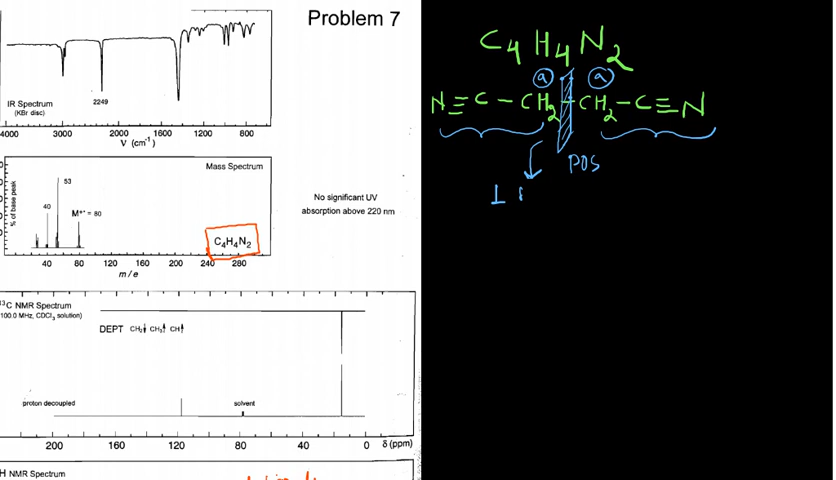 Problem 7
2249
IR Spectrum
(KBr disc)
4000 3000 2000 1600 1200 800
V (cm⁻¹)
Mass Spectrum
% of base peak
53
40
M⁺• = 80
C₄H₄N₂
40 80 120 160 200 240 280
m/e
No significant UV
absorption above 220 nm
¹³C NMR Spectrum
(100.0 MHz, CDCl₃ solution)
DEPT CH₂↓ CH₃↑ CH↑
proton decoupled
solvent
200 160 120 80 40 0 δ (ppm)
H NMR Spectrum
C₄H₄N₂
a a
N≡C-CH₂-CH₂-C≡N
POS